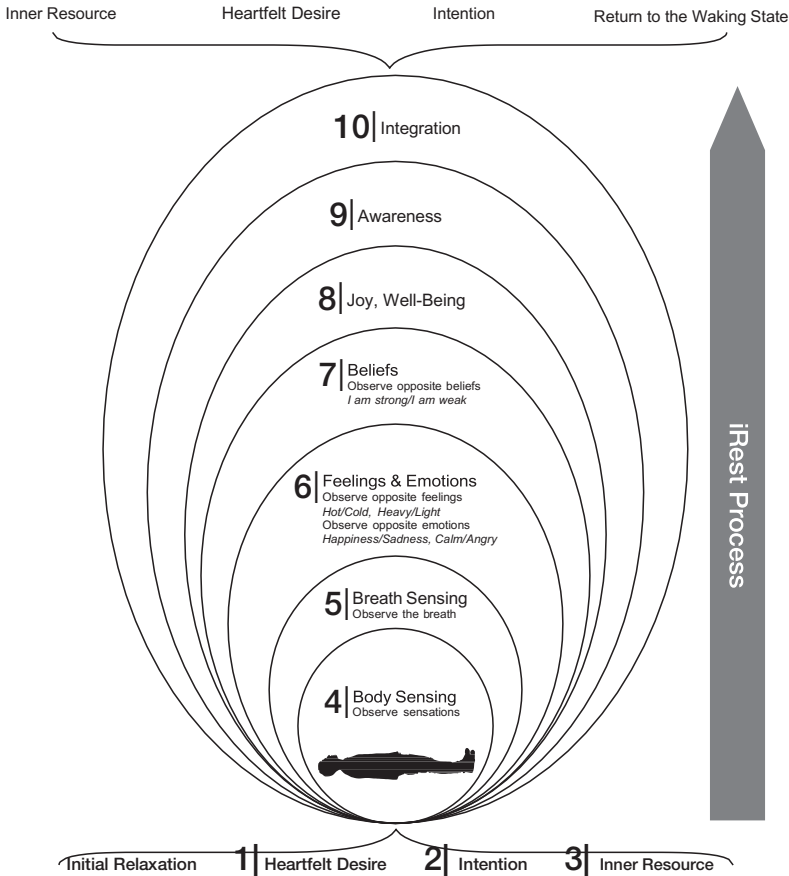 Inner Resource Heartfelt Desire Intention Return to the Waking State
10 Integration
9 Awareness
8 Joy, Well-Being
7 Beliefs
Observe opposite beliefs
I am strong/I am weak
6 Feelings & Emotions
Observe opposite feelings
Hot/Cold, Heavy/Light
Observe opposite emotions
Happiness/Sadness, Calm/Angry
5 Breath Sensing
Observe the breath
4 Body Sensing
Observe sensations
iRest Process
Initial Relaxation 1 Heartfelt Desire 2 Intention 3 Inner Resource